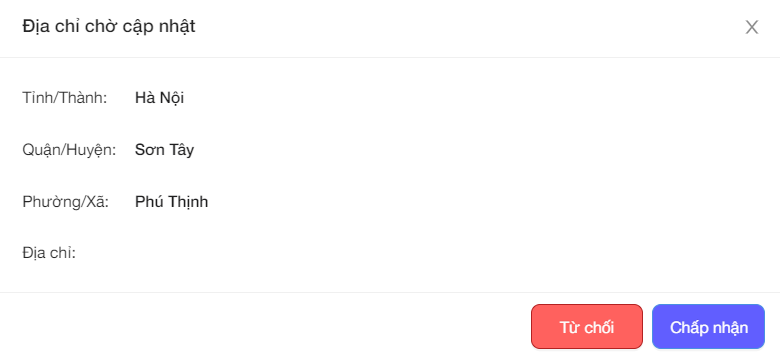 Địa chỉ chờ cập nhật
Tỉnh/Thành: Hà Nội
Quận/Huyện: Sơn Tây
Phường/Xã: Phú Thịnh
Địa chỉ:
Từ chối Chấp nhận